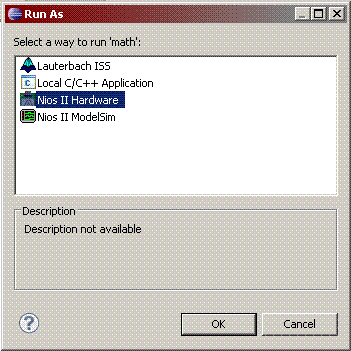 Run As
Select a way to run 'math':
Lauterbach ISS
Local C/C++ Application
Nios II Hardware
Nios II ModelSim
Description
Description not available
OK
Cancel